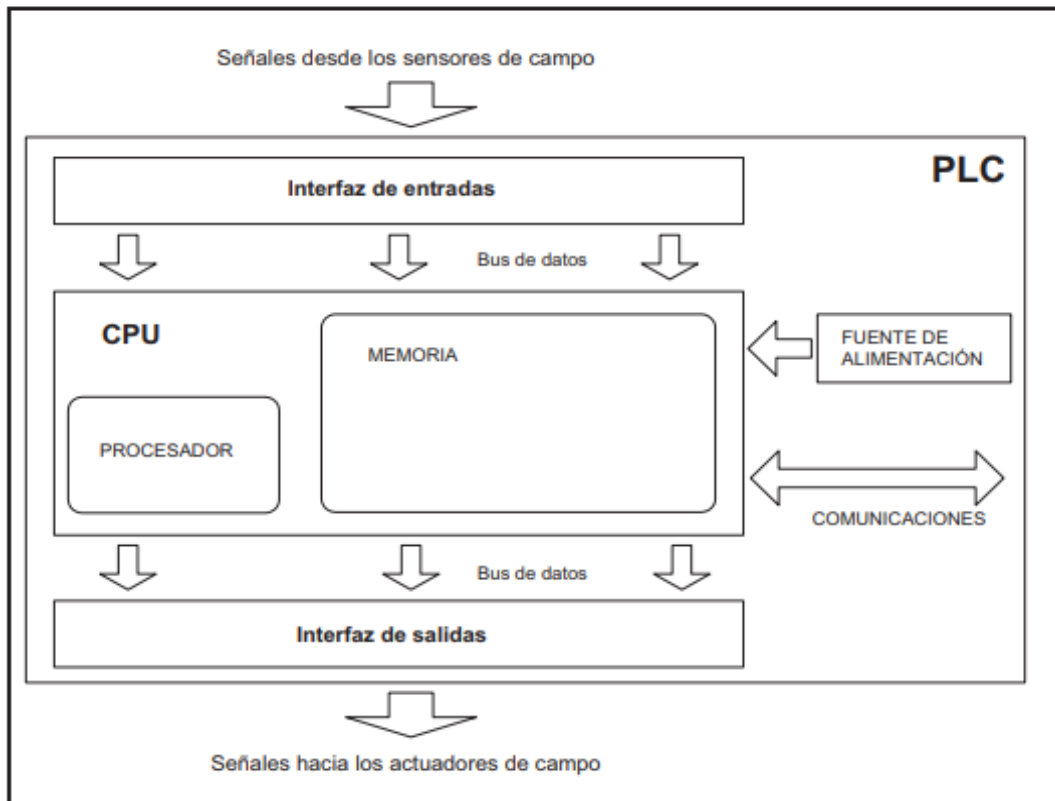 Señales desde los sensores de campo
PLC
Interfaz de entradas
Bus de datos
CPU
MEMORIA
PROCESADOR
FUENTE DE
ALIMENTACIÓN
COMUNICACIONES
Bus de datos
Interfaz de salidas
Señales hacia los actuadores de campo